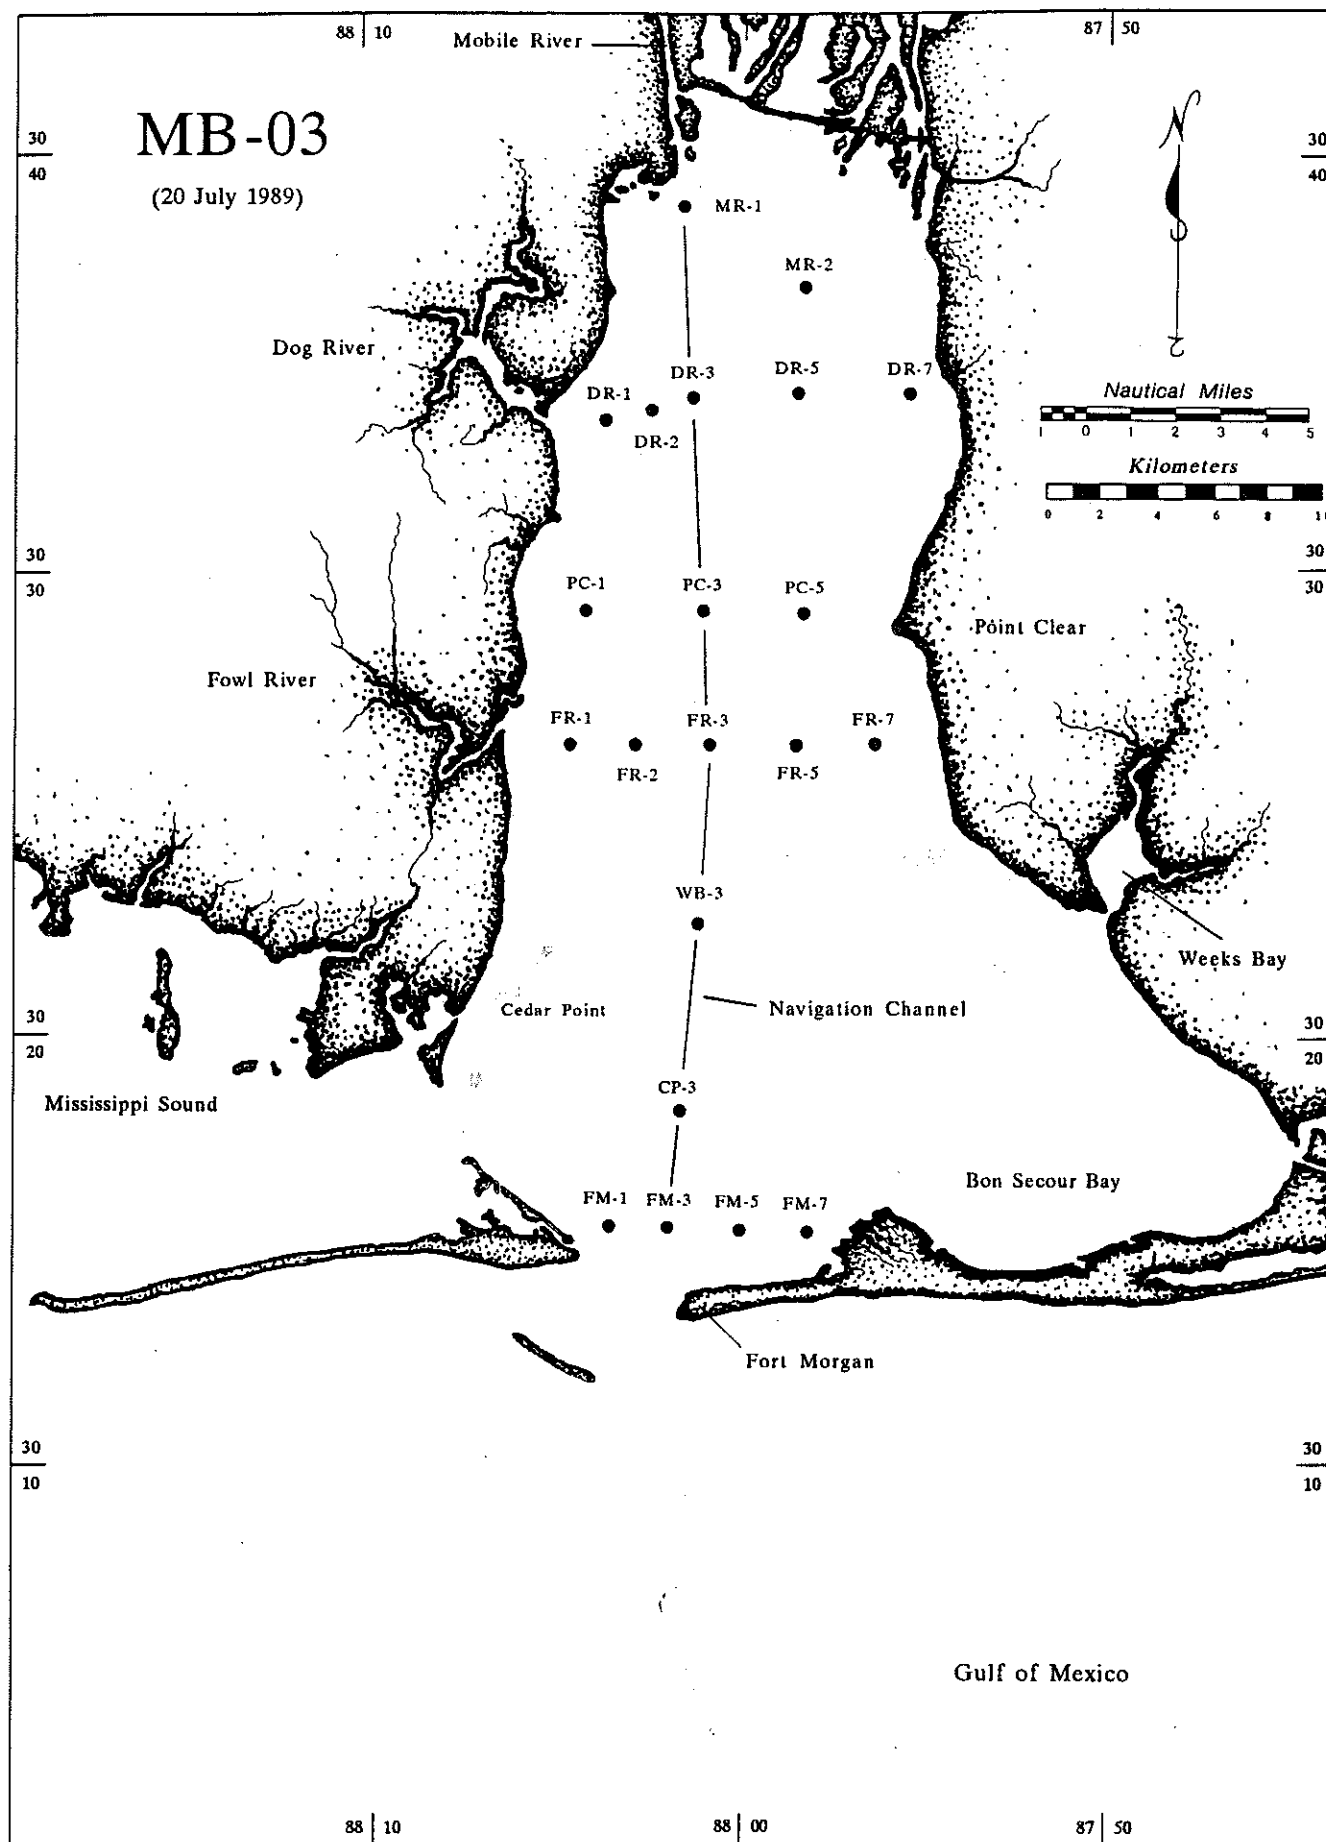 88 10
87 50
Mobile River
MB-03
(20 July 1989)
30
40
30
40
N
MR-1
MR-2
Dog River
DR-1
DR-2
DR-3
DR-5
DR-7
Nautical Miles
1 0 1 2 3 4 5
Kilometers
0 2 4 6 8 10
30
30
30
30
PC-1
PC-3
PC-5
Point Clear
Fowl River
FR-1
FR-2
FR-3
FR-5
FR-7
WB-3
Weeks Bay
Cedar Point
Navigation Channel
30
20
30
20
CP-3
Mississippi Sound
Bon Secour Bay
FM-1
FM-3
FM-5
FM-7
Fort Morgan
30
10
30
10
Gulf of Mexico
88 10
88 00
87 50